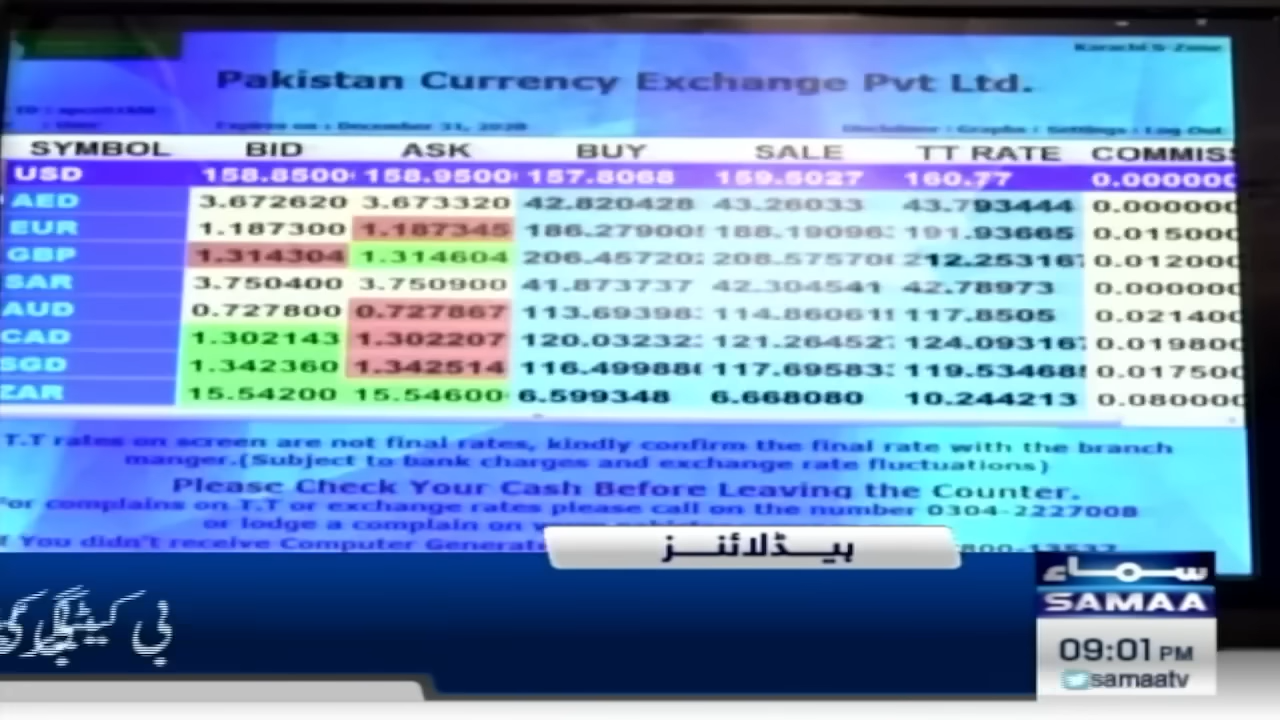 Karachi S-Zone
Pakistan Currency Exchange Pvt Ltd.
Expires on : December 31, 2020
Disclaimer : Graphs : Settings : Log Out
SYMBOL BID ASK BUY SALE TT RATE COMMISS
USD 158.8500 158.9500 157.8068 159.5027 160.77 0.000000
AED 3.672620 3.673320 42.820428 43.26033 43.793444 0.000000
EUR 1.187300 1.187345 186.27900 188.19096 191.93665 0.015000
GBP 1.314304 1.314604 206.45720 208.57570 212.25316 0.012000
SAR 3.750400 3.750900 41.873737 42.304541 42.78973 0.000000
AUD 0.727800 0.727867 113.69398 114.86061 117.8505 0.021400
CAD 1.302143 1.302207 120.03232 121.26452 124.09316 0.019800
SGD 1.342360 1.342514 116.49988 117.69583 119.53468 0.017500
ZAR 15.54200 15.54600 6.599348 6.668080 10.244213 0.080000
T.T rates on screen are not final rates, kindly confirm the final rate with the branch
manger.(Subject to bank charges and exchange rate fluctuations)
Please Check Your Cash Before Leaving the Counter.
For complains on T.T or exchange rates please call on the number 0304-2227008
or lodge a complain on
If You didn't receive Computer Generat
ہیڈلائنز
سماء
SAMAA
09:01 PM
samaatv